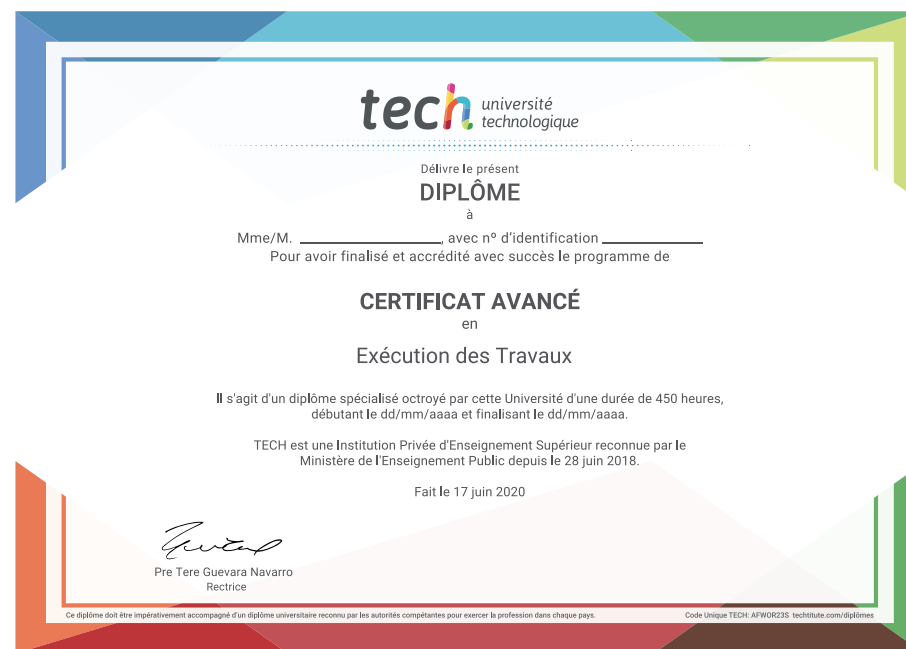 tech université
technologique
Délivre le présent
DIPLÔME
à
Mme/M. ____________________, avec nº d'identification ______________
Pour avoir finalisé et accrédité avec succès le programme de
CERTIFICAT AVANCÉ
en
Exécution des Travaux
Il s'agit d'un diplôme spécialisé octroyé par cette Université d'une durée de 450 heures,
débutant le dd/mm/aaaa et finalisant le dd/mm/aaaa.
TECH est une Institution Privée d'Enseignement Supérieur reconnue par le
Ministère de l'Enseignement Public depuis le 28 juin 2018.
Fait le 17 juin 2020
Pre Tere Guevara Navarro
Rectrice
Ce diplôme doit être impérativement accompagné d'un diplôme universitaire reconnu par les autorités compétentes pour exercer la profession dans chaque pays.
Code Unique TECH: AFWOR23S techtitute.com/diplômes